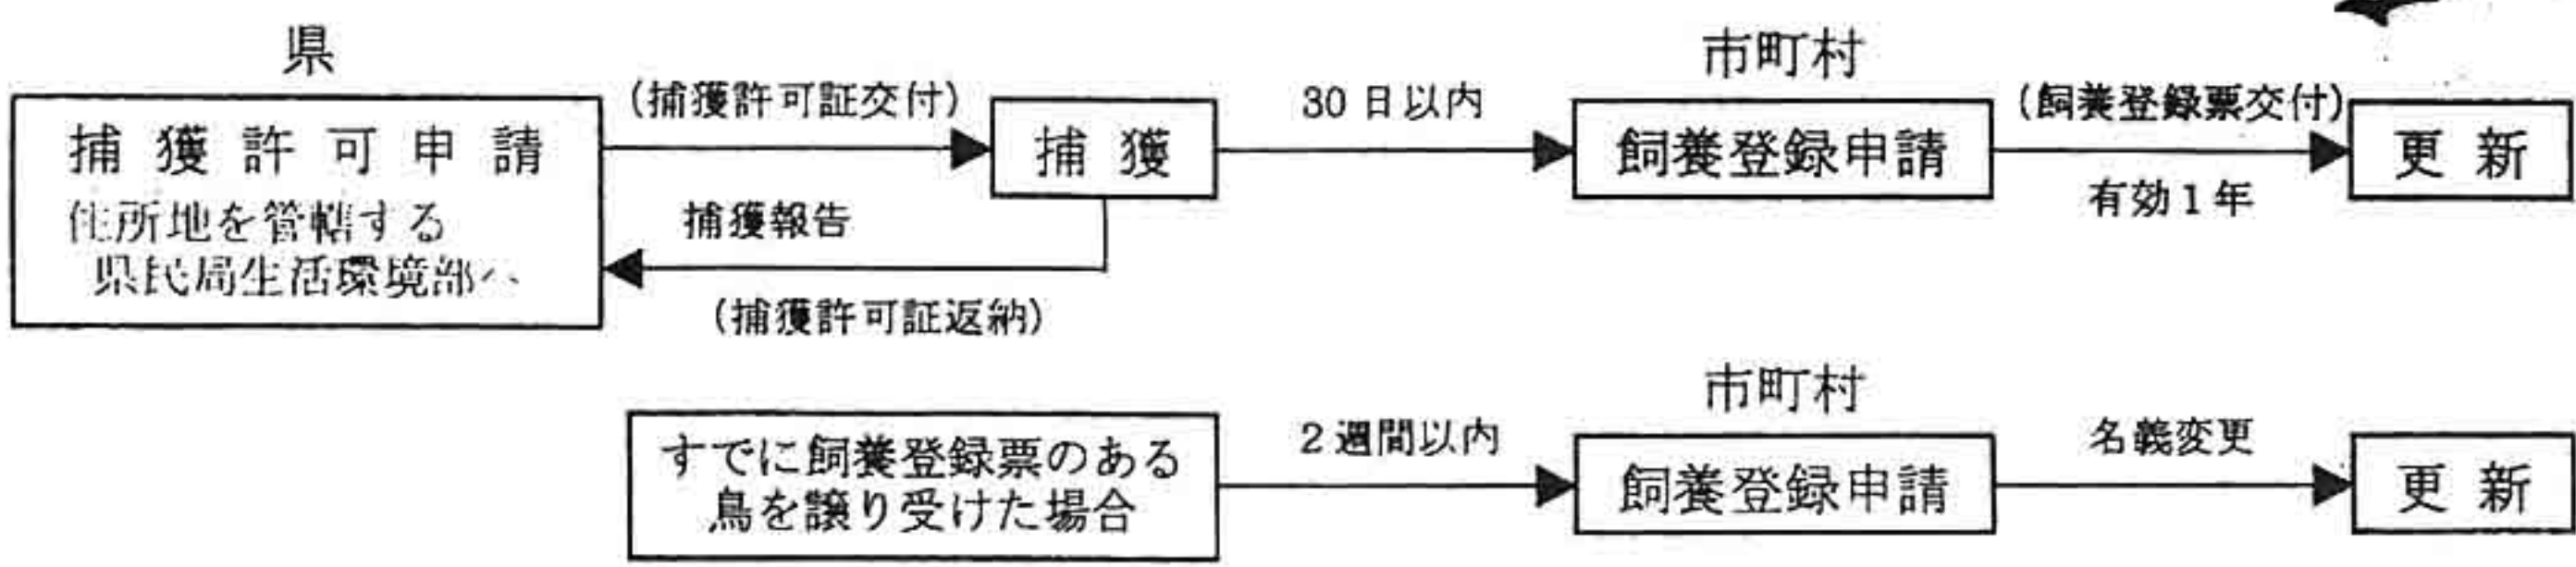 県
捕獲許可申請
住所地を管轄する
県民局生活環境部へ
(捕獲許可証交付)
捕獲
捕獲報告
(捕獲許可証返納)
30日以内
市町村
飼養登録申請
(飼養登録票交付)
有効1年
更新
すでに飼養登録票のある
鳥を譲り受けた場合
2週間以内
市町村
飼養登録申請
名義変更
更新